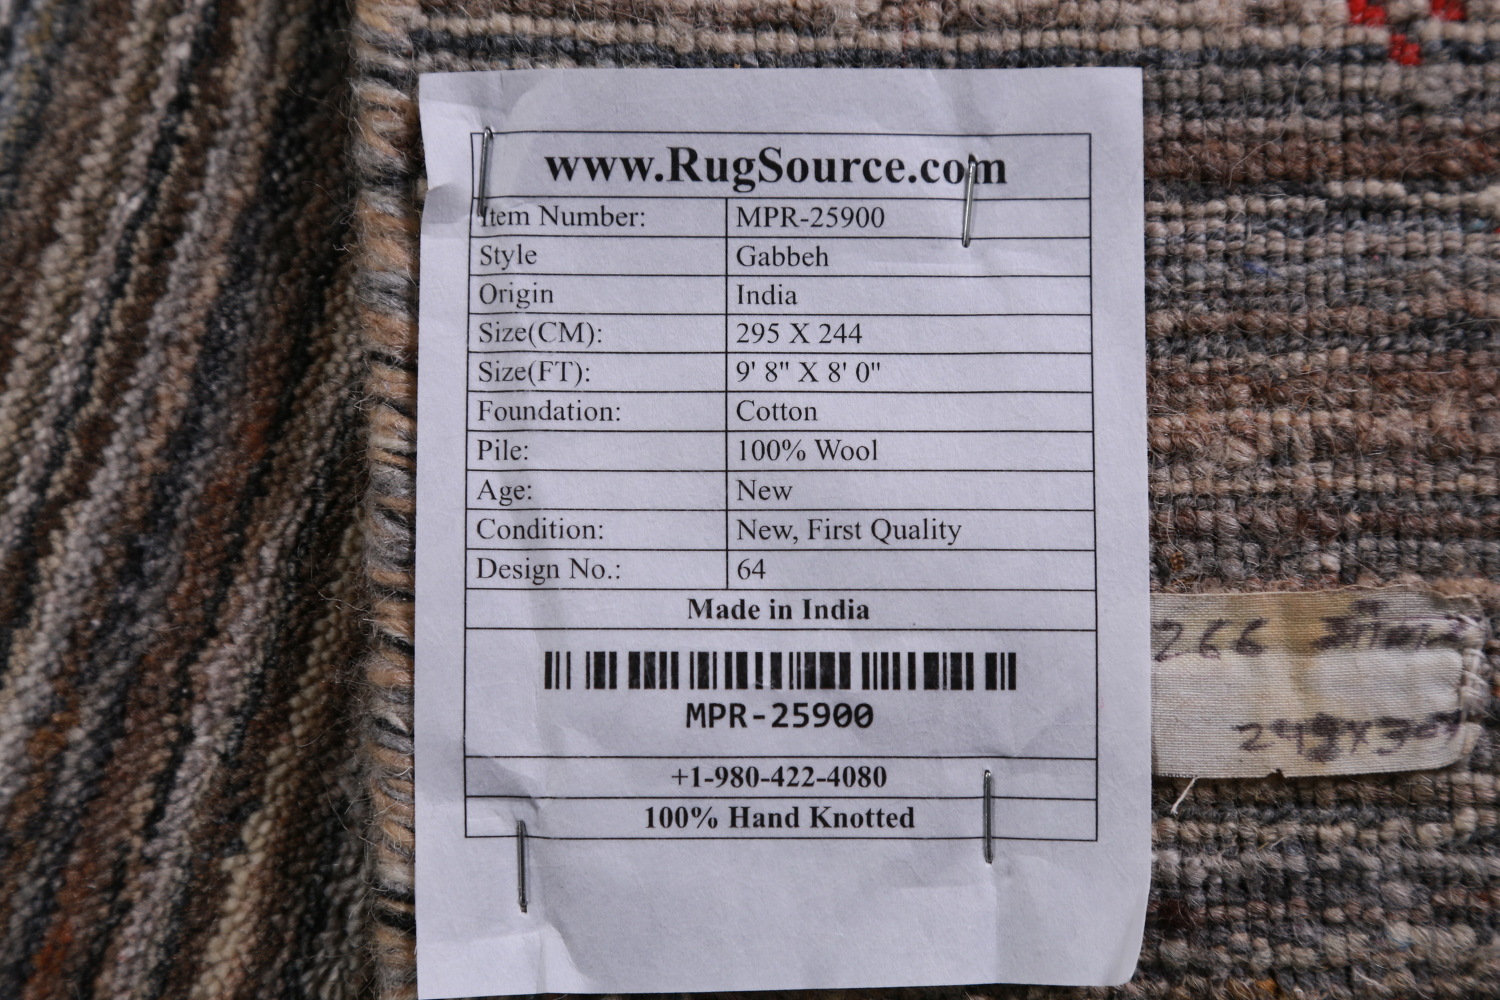 www.RugSource.com
Item Number: MPR-25900
Style Gabbeh
Origin India
Size(CM): 295 X 244
Size(FT): 9' 8" X 8' 0"
Foundation: Cotton
Pile: 100% Wool
Age: New
Condition: New, First Quality
Design No.: 64
Made in India
MPR-25900
+1-980-422-4080
100% Hand Knotted
266